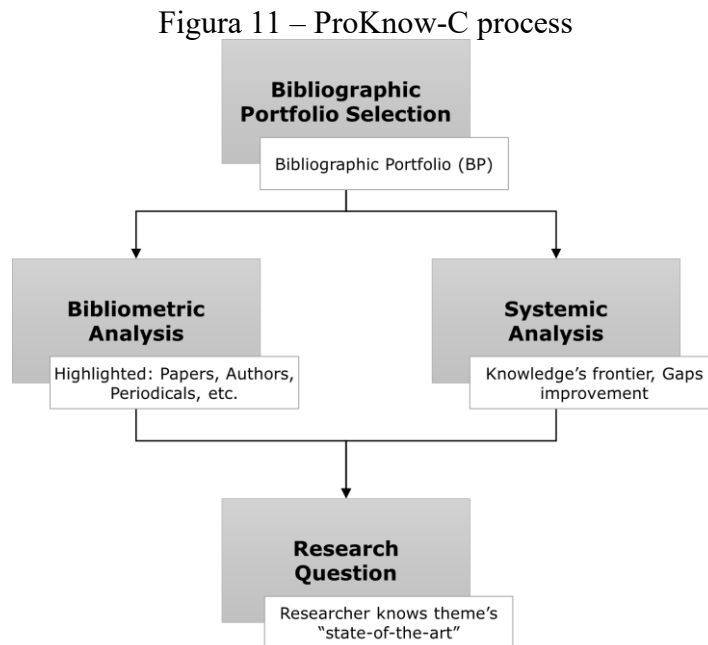 Figura 11 – ProKnow-C process
Bibliographic
Portfolio Selection
Bibliographic Portfolio (BP)
Bibliometric
Analysis
Highlighted: Papers, Authors,
Periodicals, etc.
Systemic
Analysis
Knowledge’s frontier, Gaps
improvement
Research
Question
Researcher knows theme’s
“state-of-the-art”